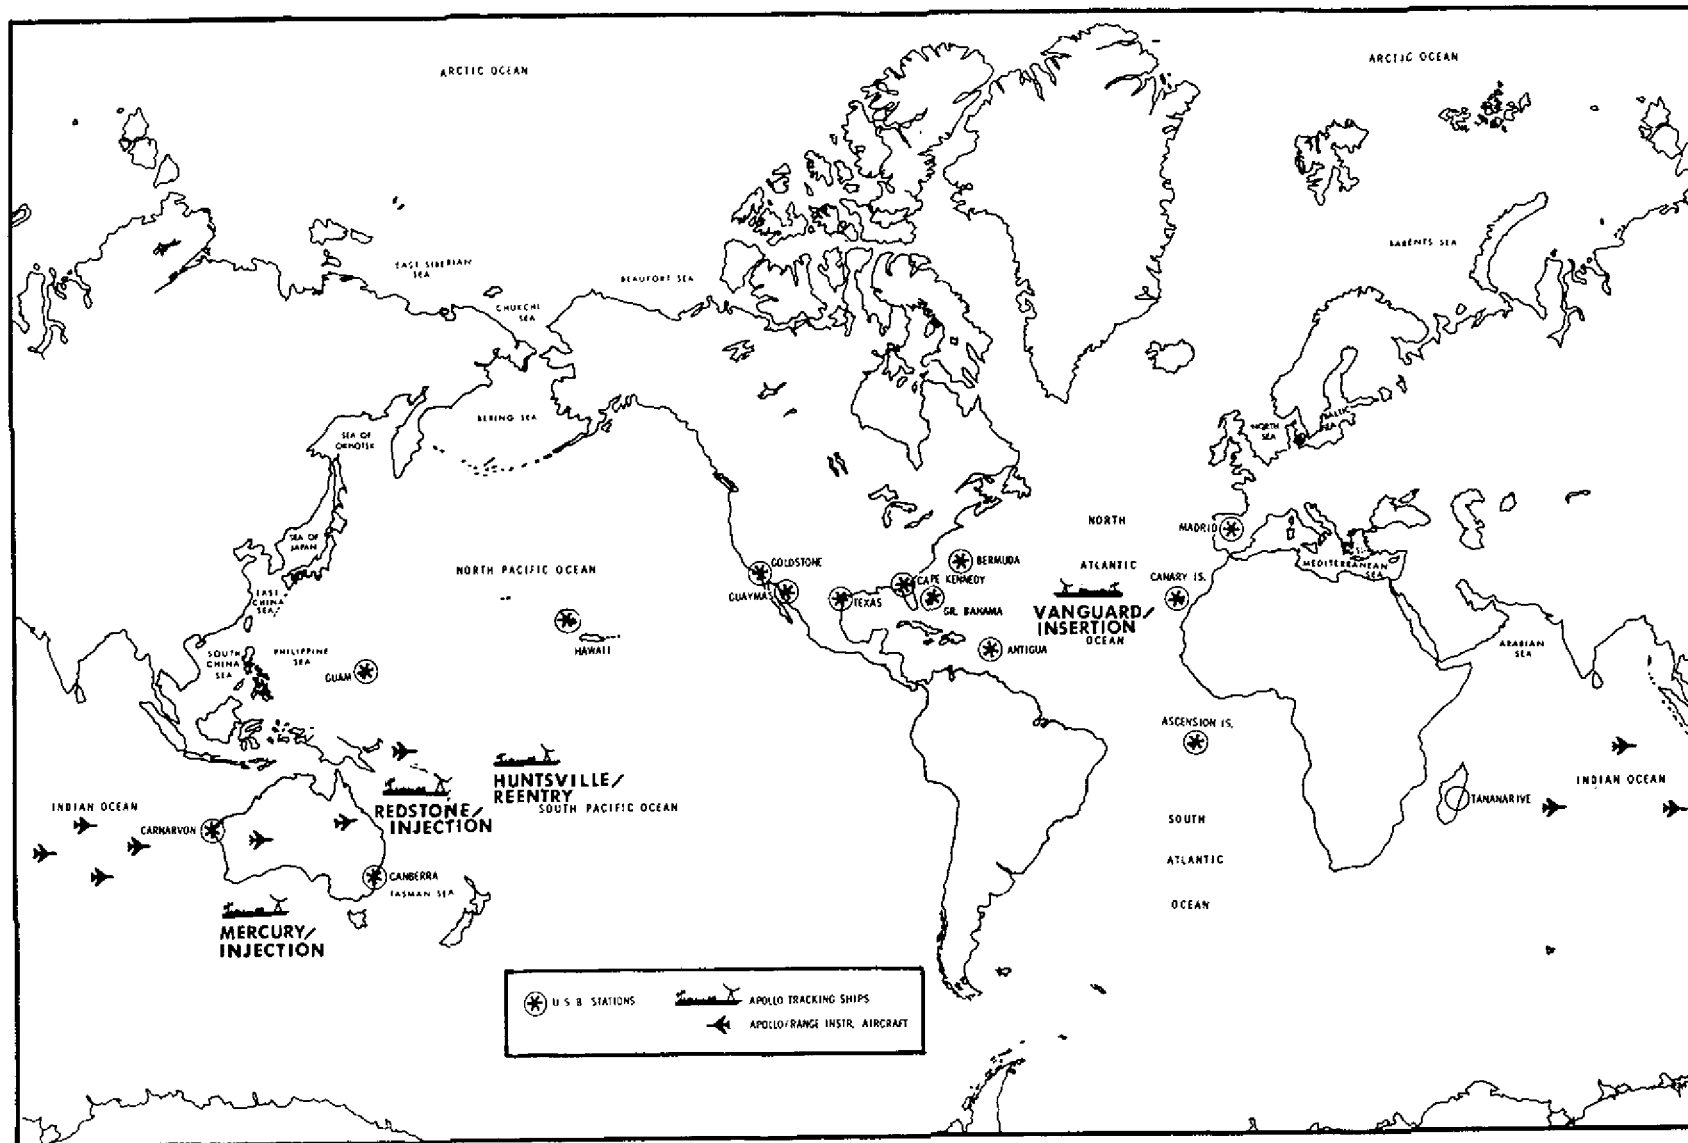 ARCTIC OCEAN
ARCTIC OCEAN
BARENTS SEA
EAST SIBERIAN
SEA
BEAUFORT SEA
CHUKCHI
SEA
BERING SEA
SEA OF
OKHOTSK
NORTH
SEA
BALTIC
SEA
NORTH
MADRID
SEA OF
JAPAN
GOLDSTONE
BERMUDA
ATLANTIC
MEDITERRANEAN
SEA
NORTH PACIFIC OCEAN
CAPE KENNEDY
CANARY IS.
EAST
CHINA
SEA
GUAYMAS
TEXAS
GR. BAHAMA
VANGUARD/
INSERTION
OCEAN
HAWAII
ANTIGUA
ARABIAN
SEA
SOUTH
CHINA
SEA
PHILIPPINE
SEA
GUAM
ASCENSION IS.
HUNTSVILLE/
REENTRY
INDIAN OCEAN
INDIAN OCEAN
REDSTONE/
INJECTION
SOUTH PACIFIC OCEAN
TANANARIVE
CARNARVON
SOUTH
ATLANTIC
OCEAN
CANBERRA
TASMAN SEA
MERCURY/
INJECTION
U S B STATIONS
APOLLO TRACKING SHIPS
APOLLO/RANGE INSTR. AIRCRAFT